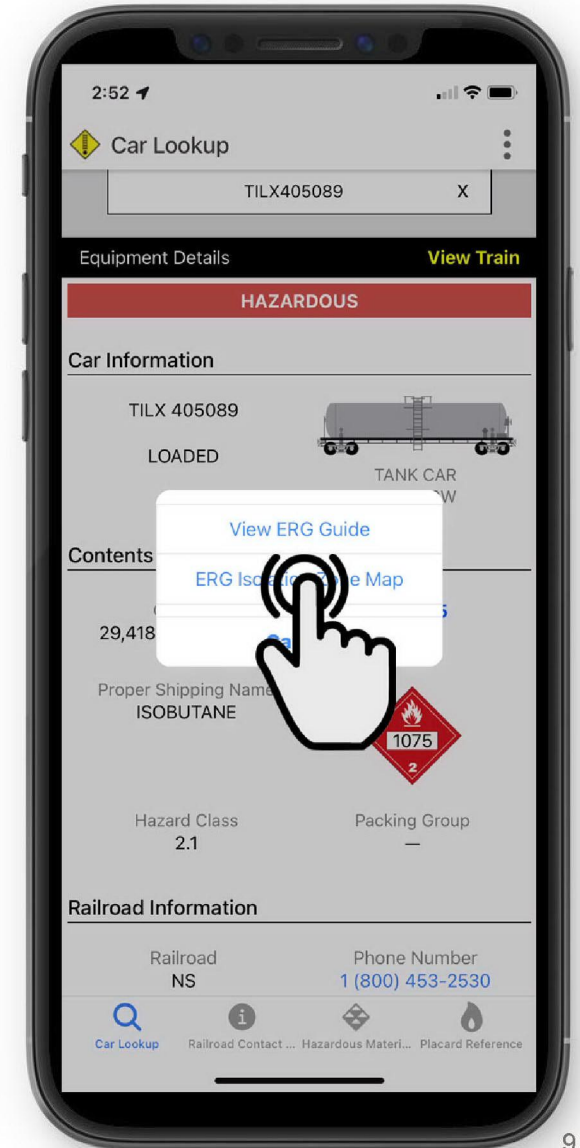 2:52
Car Lookup
TILX405089 X
Equipment Details View Train
HAZARDOUS
Car Information
TILX 405089
LOADED
TANK CAR
View ERG Guide
Contents
ERG Map
29,418
Proper Shipping Name
ISOBUTANE
1075
2
Hazard Class Packing Group
2.1 —
Railroad Information
Railroad Phone Number
NS 1 (800) 453-2530
Car Lookup Railroad Contact ... Hazardous Materi... Placard Reference
9